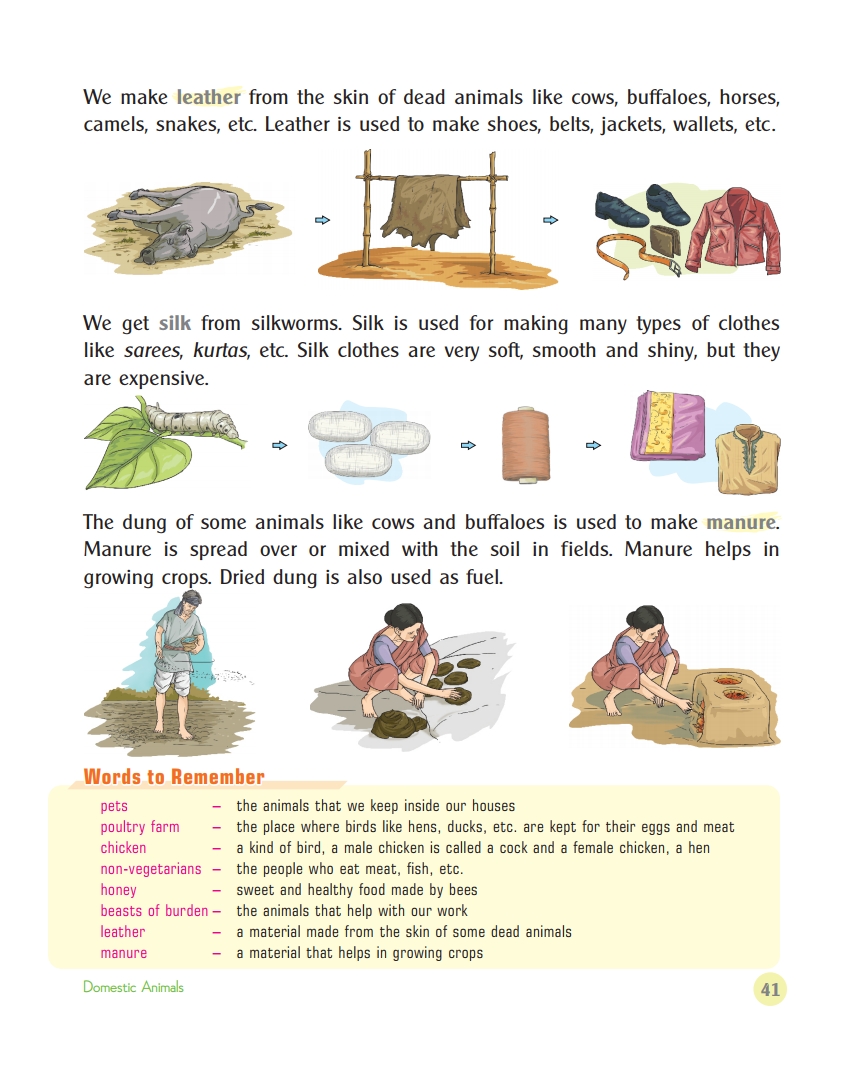 We make leather from the skin of dead animals like cows, buffaloes, horses,
camels, snakes, etc. Leather is used to make shoes, belts, jackets, wallets, etc.
We get silk from silkworms. Silk is used for making many types of clothes
like sarees, kurtas, etc. Silk clothes are very soft, smooth and shiny, but they
are expensive.
The dung of some animals like cows and buffaloes is used to make manure.
Manure is spread over or mixed with the soil in fields. Manure helps in
growing crops. Dried dung is also used as fuel.
Words to Remember
pets – the animals that we keep inside our houses
poultry farm – the place where birds like hens, ducks, etc. are kept for their eggs and meat
chicken – a kind of bird, a male chicken is called a cock and a female chicken, a hen
non-vegetarians – the people who eat meat, fish, etc.
honey – sweet and healthy food made by bees
beasts of burden – the animals that help with our work
leather – a material made from the skin of some dead animals
manure – a material that helps in growing crops
Domestic Animals
41